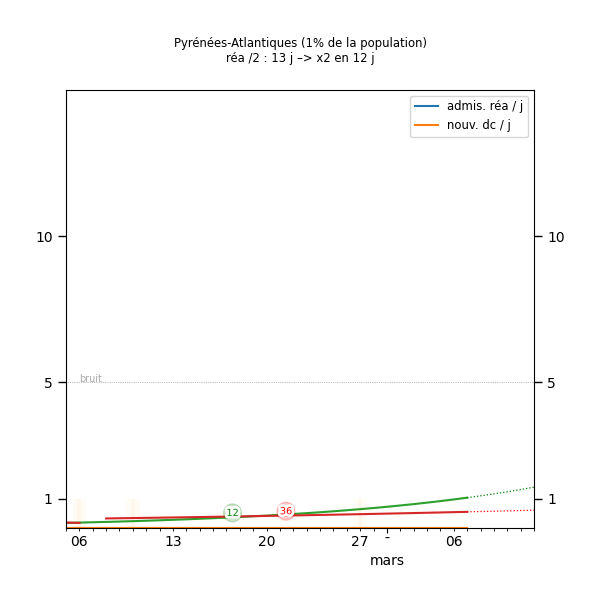 Pyrénées-Atlantiques (1% de la population)
réa /2 : 13 j –> x2 en 12 j
admis. réa / j
nouv. dc / j
10 10
bruit
5 5
12 36
1 1
06 13 20 27 - 06
mars